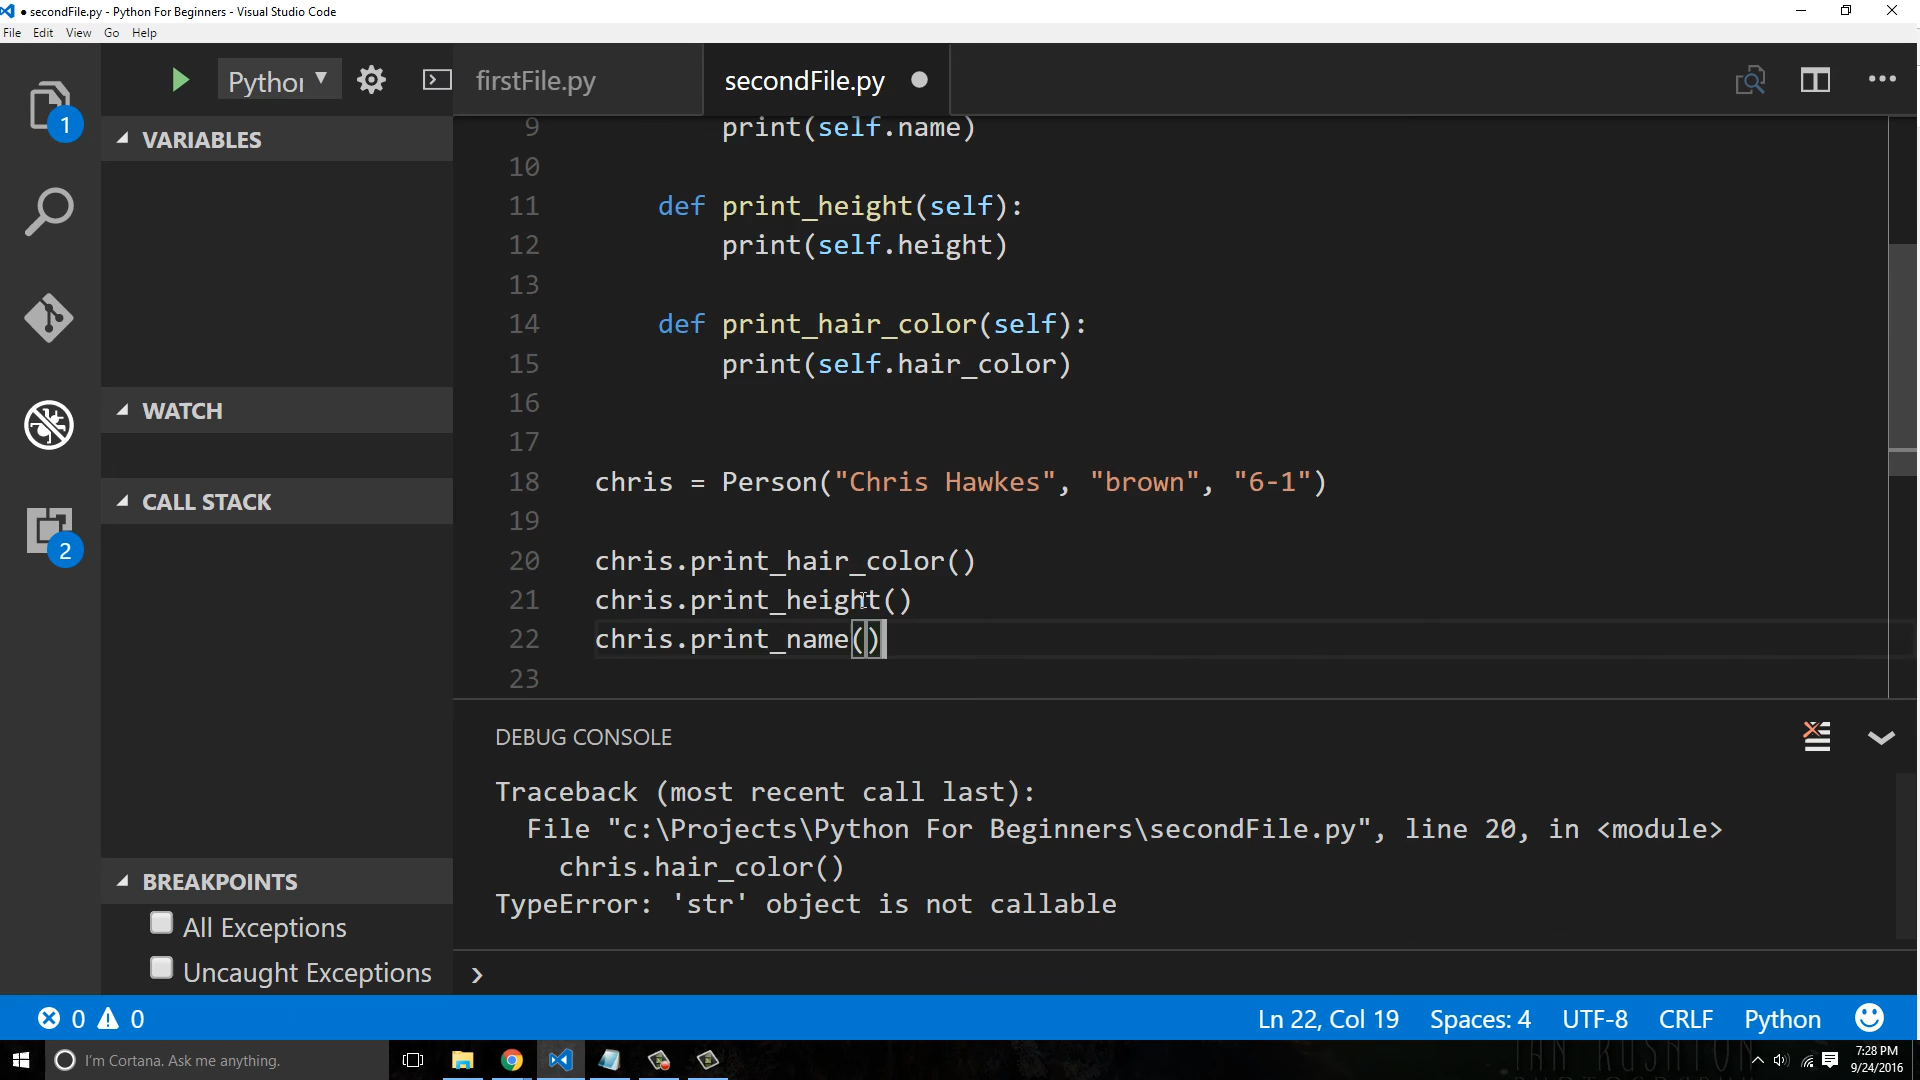 ● secondFile.py - Python For Beginners - Visual Studio Code
File Edit View Go Help
Python firstFile.py secondFile.py
1
VARIABLES
WATCH
CALL STACK
2
BREAKPOINTS
All Exceptions
Uncaught Exceptions
9 print(self.name)
10
11 def print_height(self):
12 print(self.height)
13
14 def print_hair_color(self):
15 print(self.hair_color)
16
17
18 chris = Person("Chris Hawkes", "brown", "6-1")
19
20 chris.print_hair_color()
21 chris.print_height()
22 chris.print_name()
23
DEBUG CONSOLE
Traceback (most recent call last):
File "c:\Projects\Python For Beginners\secondFile.py", line 20, in <module>
chris.hair_color()
TypeError: 'str' object is not callable
0 0 Ln 22, Col 19 Spaces: 4 UTF-8 CRLF Python
I'm Cortana. Ask me anything.
7:28 PM
9/24/2016